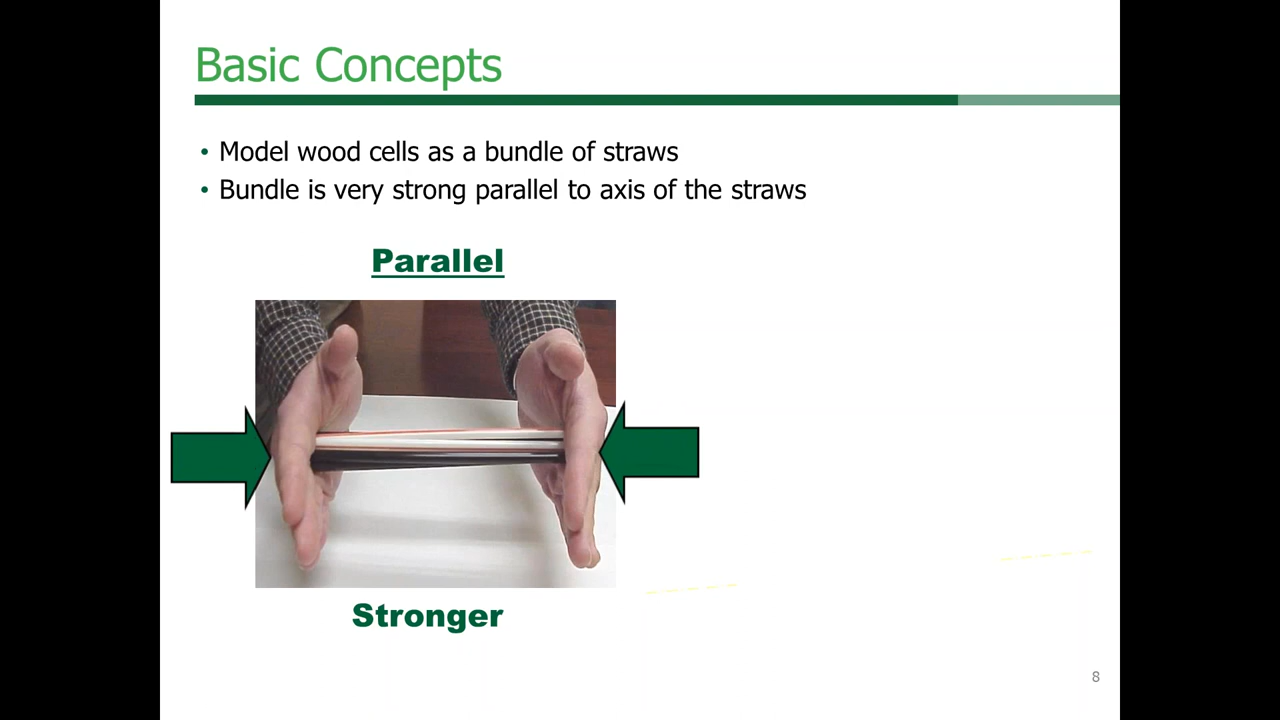 Basic Concepts
• Model wood cells as a bundle of straws
• Bundle is very strong parallel to axis of the straws
Parallel
Stronger
8